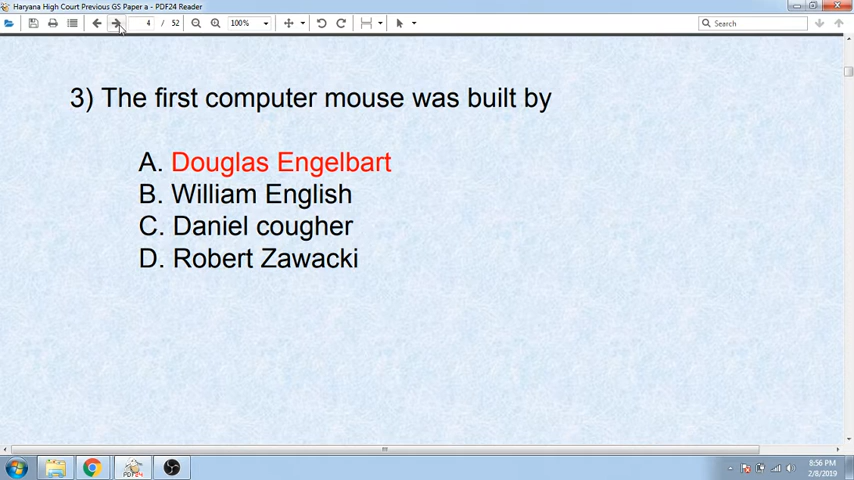 Haryana High Court Previous GS Paper a - PDF24 Reader
4 / 52 100% Search
3) The first computer mouse was built by
A. Douglas Engelbart
B. William English
C. Daniel cougher
D. Robert Zawacki
PDF24
8:56 PM
2/8/2019